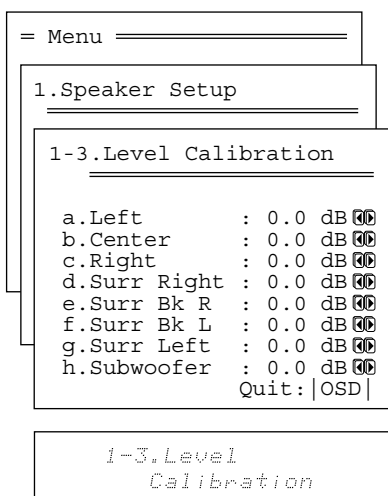 = Menu
1.Speaker Setup
1-3.Level Calibration
a.Left : 0.0 dB
b.Center : 0.0 dB
c.Right : 0.0 dB
d.Surr Right : 0.0 dB
e.Surr Bk R : 0.0 dB
f.Surr Bk L : 0.0 dB
g.Surr Left : 0.0 dB
h.Subwoofer : 0.0 dB
Quit:|OSD|
1-3.Level
Calibration